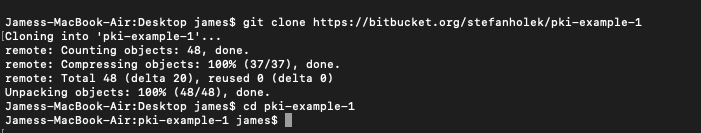 Jamess-MacBook-Air:Desktop james$ git clone https://bitbucket.org/stefanholek/pki-example-1
Cloning into 'pki-example-1'...
remote: Counting objects: 48, done.
remote: Compressing objects: 100% (37/37), done.
remote: Total 48 (delta 20), reused 0 (delta 0)
Unpacking objects: 100% (48/48), done.
Jamess-MacBook-Air:Desktop james$ cd pki-example-1
Jamess-MacBook-Air:pki-example-1 james$